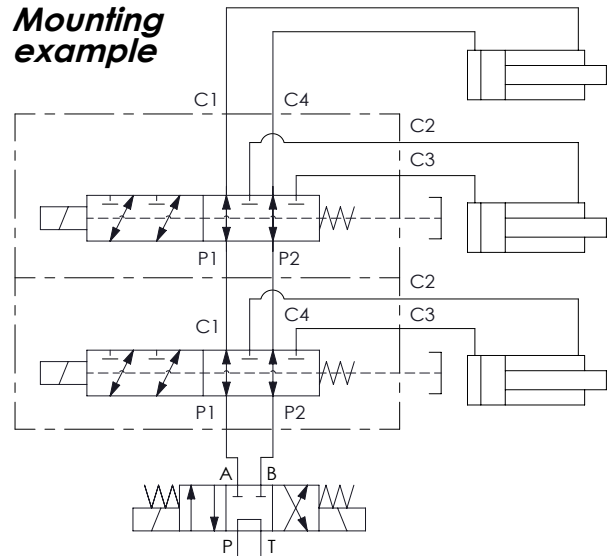 Mounting
example
C1 C4
C2
C3
P1 P2
C2
C1 C4
C3
P1 P2
A B
P T